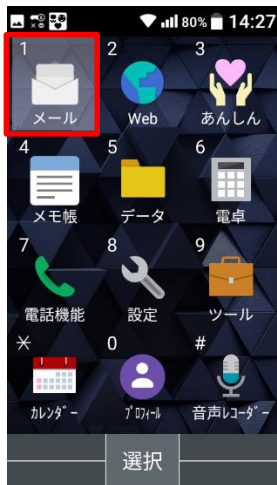 80% 14:27
1 2 3
メール Web あんしん
4 5 6
メモ帳 データ 電卓
7 8 9
電話機能 設定 ツール
* 0 #
ｶﾚﾝﾀﾞｰ ﾌﾟﾛﾌｨｰﾙ 音声ﾚｺｰﾀﾞｰ
選択